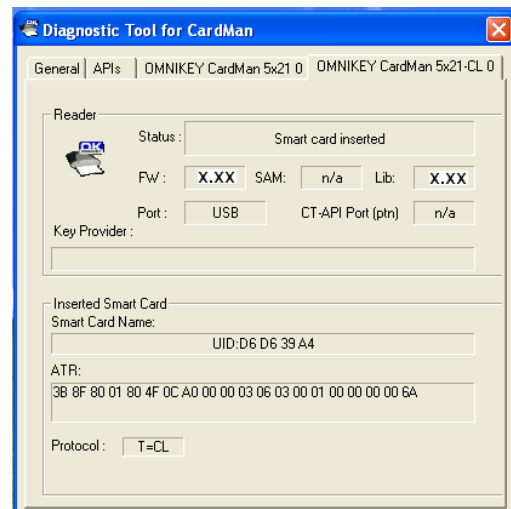 Diagnostic Tool for CardMan
General APIs OMNIKEY CardMan 5x21 0 OMNIKEY CardMan 5x21-CL 0
Reader
OK
Status : Smart card inserted
FW : X.XX SAM: n/a Lib: X.XX
Port : USB CT-API Port (ptn) n/a
Key Provider :
Inserted Smart Card
Smart Card Name:
UID:D6 D6 39 A4
ATR:
3B 8F 80 01 80 4F 0C A0 00 00 03 06 03 00 01 00 00 00 00 6A
Protocol : T=CL